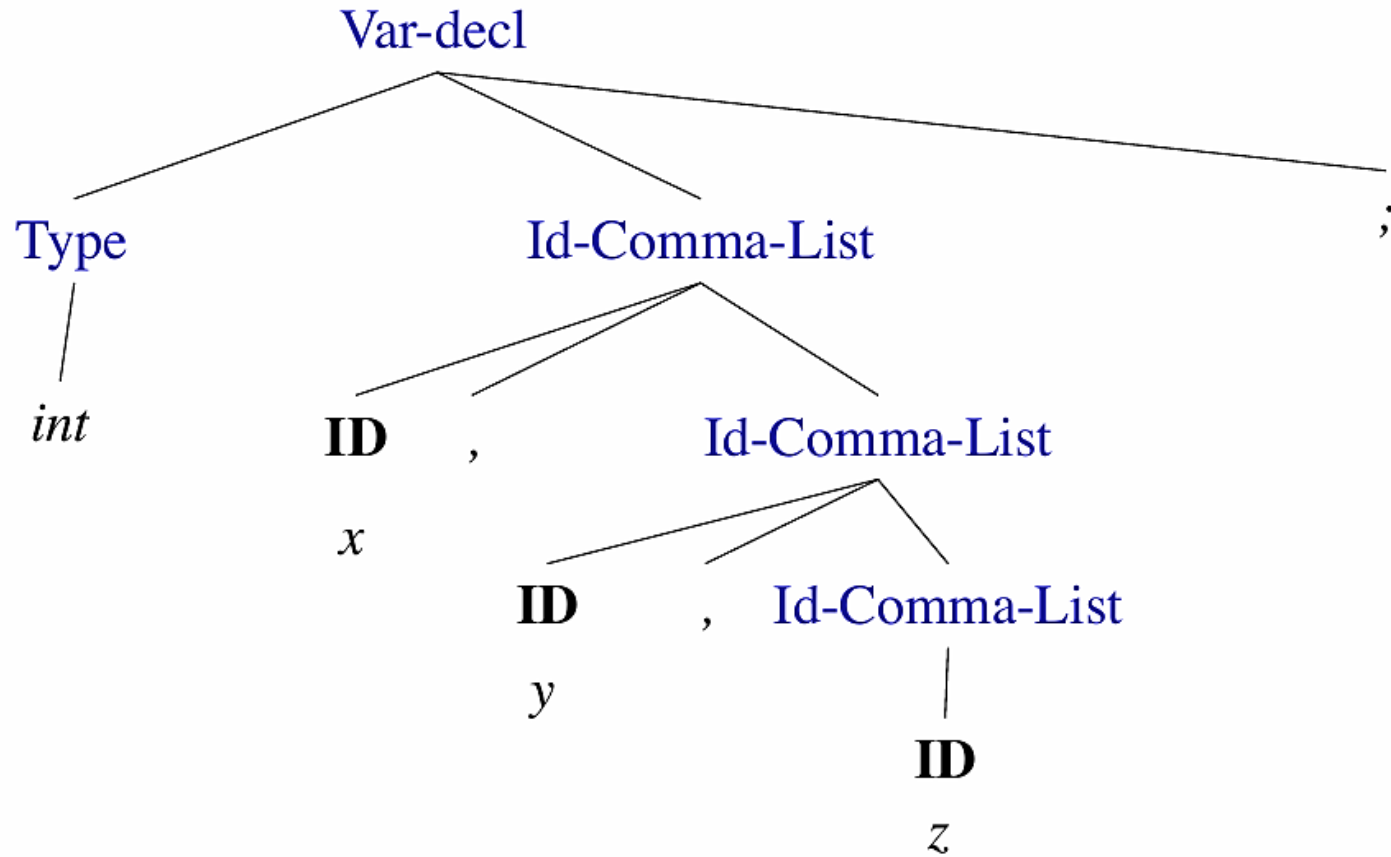 Var-decl
Type Id-Comma-List ;
int ID , Id-Comma-List
x
ID , Id-Comma-List
y
ID
z